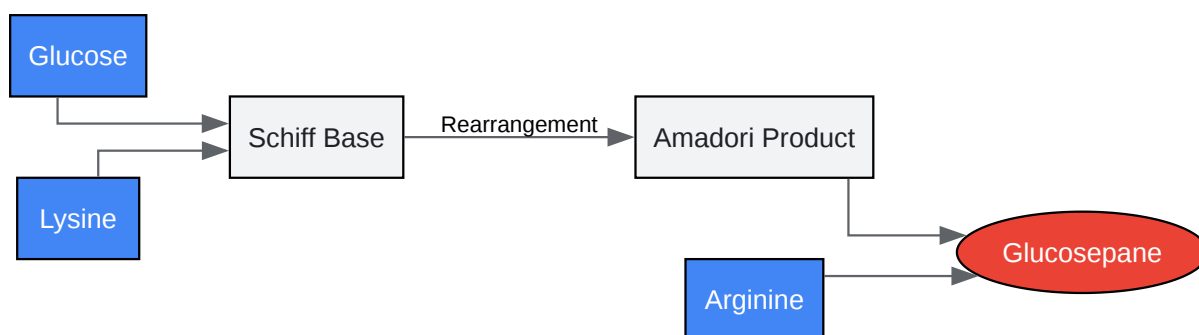 Glucose
Lysine
Schiff Base
Rearrangement
Amadori Product
Arginine
Glucosepane